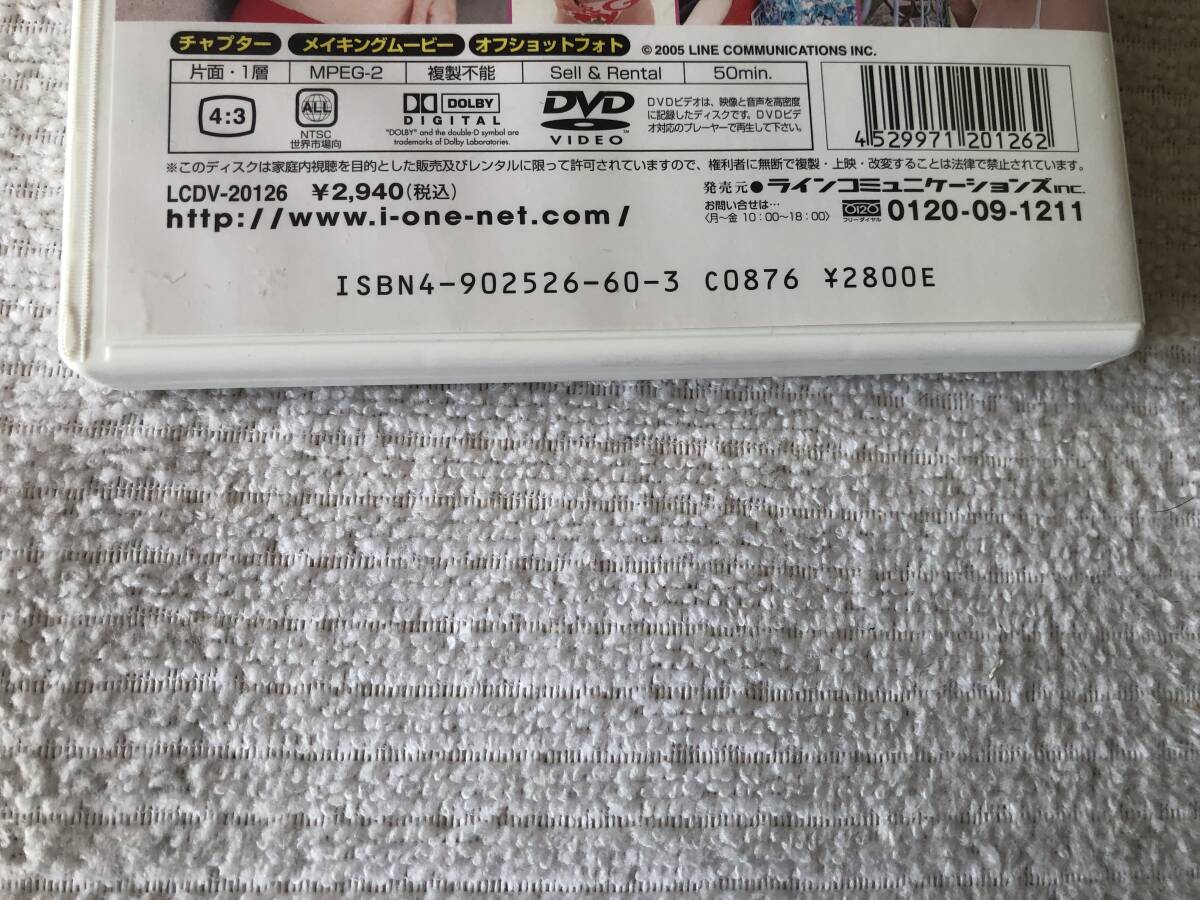 チャプター メイキングムービー オフショットフォト © 2005 LINE COMMUNICATIONS INC.
片面・1層 MPEG-2 複製不能 Sell & Rental 50min.
4:3
ALL
NTSC
世界市場向
DOLBY
DIGITAL
"DOLBY" and the double-D symbol are
trademarks of Dolby Laboratories.
DVD
VIDEO
DVDビデオは、映像と音声を高密度
に記録したディスクです。DVDビデ
オ対応のプレーヤーで再生して下さい。
4 529971 201262
※このディスクは家庭内視聴を目的とした販売及びレンタルに限って許可されていますので、権利者に無断で複製・上映・改変することは法律で禁止されています。
LCDV-20126 ¥2,940(税込)
http://www.i-one-net.com/
発売元●ラインコミュニケーションズINC.
お問い合せは…
〈月〜金 10:00〜18:00〉
0120
フリーダイヤル
0120-09-1211
ISBN4-902526-60-3 C0876 ¥2800E